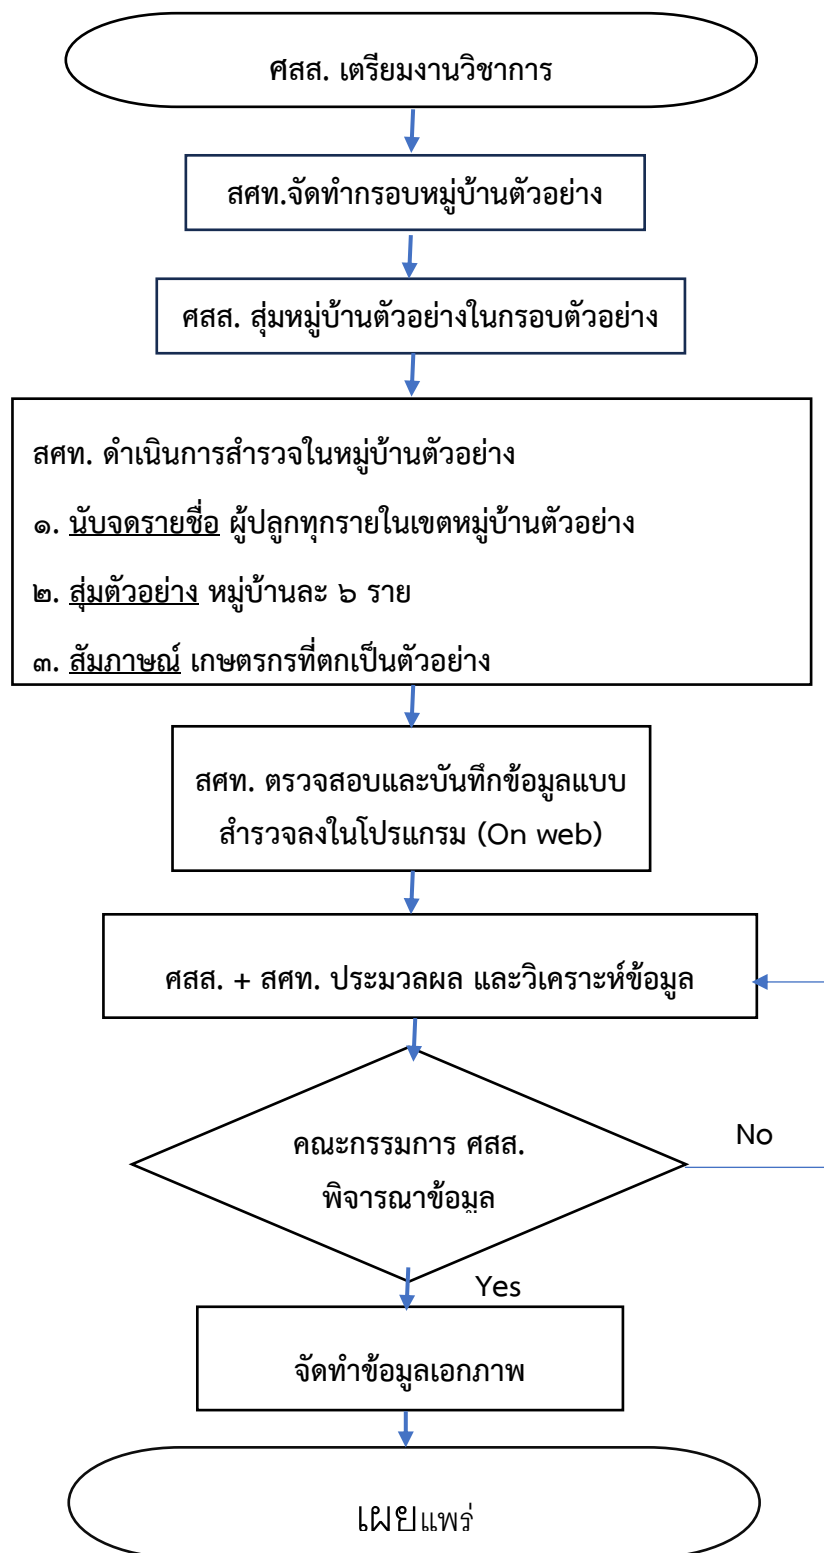 ศสส. เตรียมงานวิชาการ
สศท.จัดทำกรอบหมู่บ้านตัวอย่าง
ศสส. สุ่มหมู่บ้านตัวอย่างในกรอบตัวอย่าง
สศท. ดำเนินการสำรวจในหมู่บ้านตัวอย่าง
๑. นับจดรายชื่อ ผู้ปลูกทุกรายในเขตหมู่บ้านตัวอย่าง
๒. สุ่มตัวอย่าง หมู่บ้านละ ๖ ราย
๓. สัมภาษณ์ เกษตรกรที่ตกเป็นตัวอย่าง
สศท. ตรวจสอบและบันทึกข้อมูลแบบ
สำรวจลงในโปรแกรม (On web)
ศสส. + สศท. ประมวลผล และวิเคราะห์ข้อมูล
คณะกรรมการ ศสส.
พิจารณาข้อมูล
No
Yes
จัดทำข้อมูลเอกภาพ
เผยแพร่